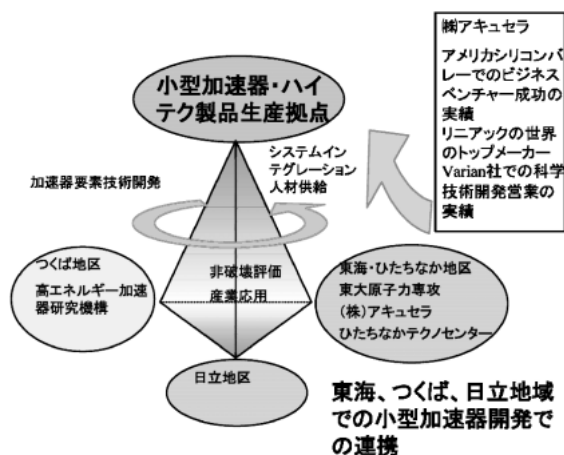 ㈱アキュセラ
アメリカシリコンバ
レーでのビジネス
ベンチャー成功の
実績
リニアックの世界
のトップメーカー
Varian社での科学
技術開発営業の
実績
小型加速器・ハイ
テク製品生産拠点
システムイン
テグレーション
人材供給
加速器要素技術開発
つくば地区
高エネルギー加速
器研究機構
非破壊評価
産業応用
東海・ひたちなか地区
東大原子力専攻
(株)アキュセラ
ひたちなかテクノセンター
日立地区
東海、つくば、日立地域
での小型加速器開発で
の連携